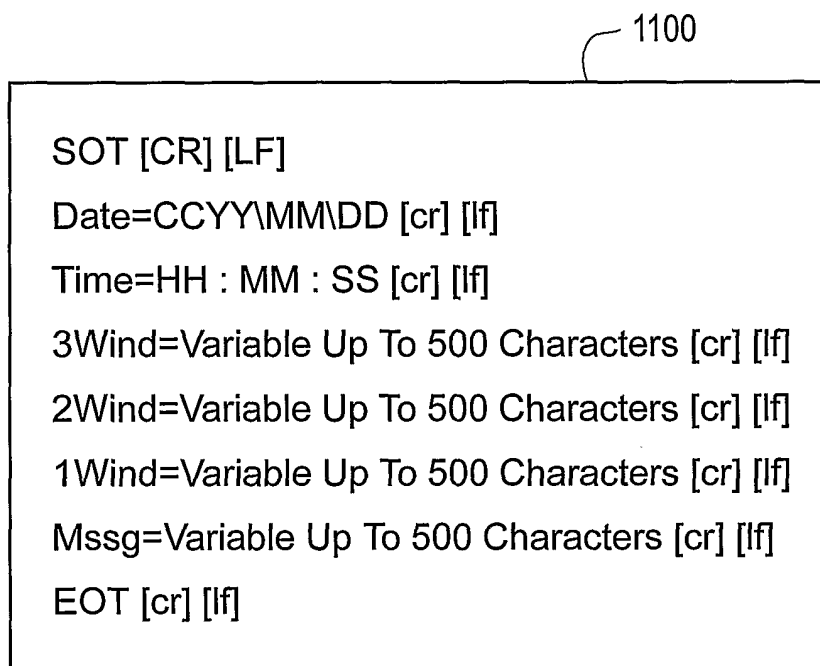 1100
SOT [CR] [LF]
Date=CCYY\MM\DD [cr] [lf]
Time=HH : MM : SS [cr] [lf]
3Wind=Variable Up To 500 Characters [cr] [lf]
2Wind=Variable Up To 500 Characters [cr] [lf]
1Wind=Variable Up To 500 Characters [cr] [lf]
Mssg=Variable Up To 500 Characters [cr] [lf]
EOT [cr] [lf]